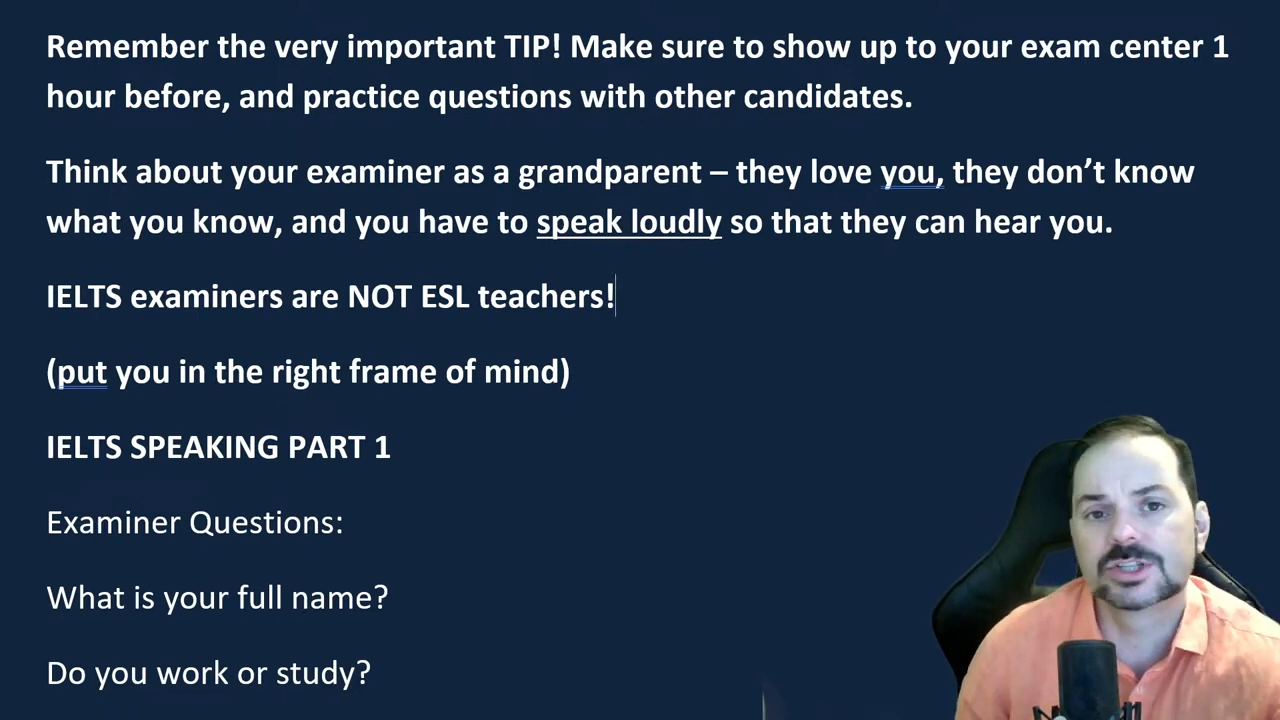 Remember the very important TIP! Make sure to show up to your exam center 1
hour before, and practice questions with other candidates.
Think about your examiner as a grandparent – they love you, they don’t know
what you know, and you have to speak loudly so that they can hear you.
IELTS examiners are NOT ESL teachers!
(put you in the right frame of mind)
IELTS SPEAKING PART 1
Examiner Questions:
What is your full name?
Do you work or study?